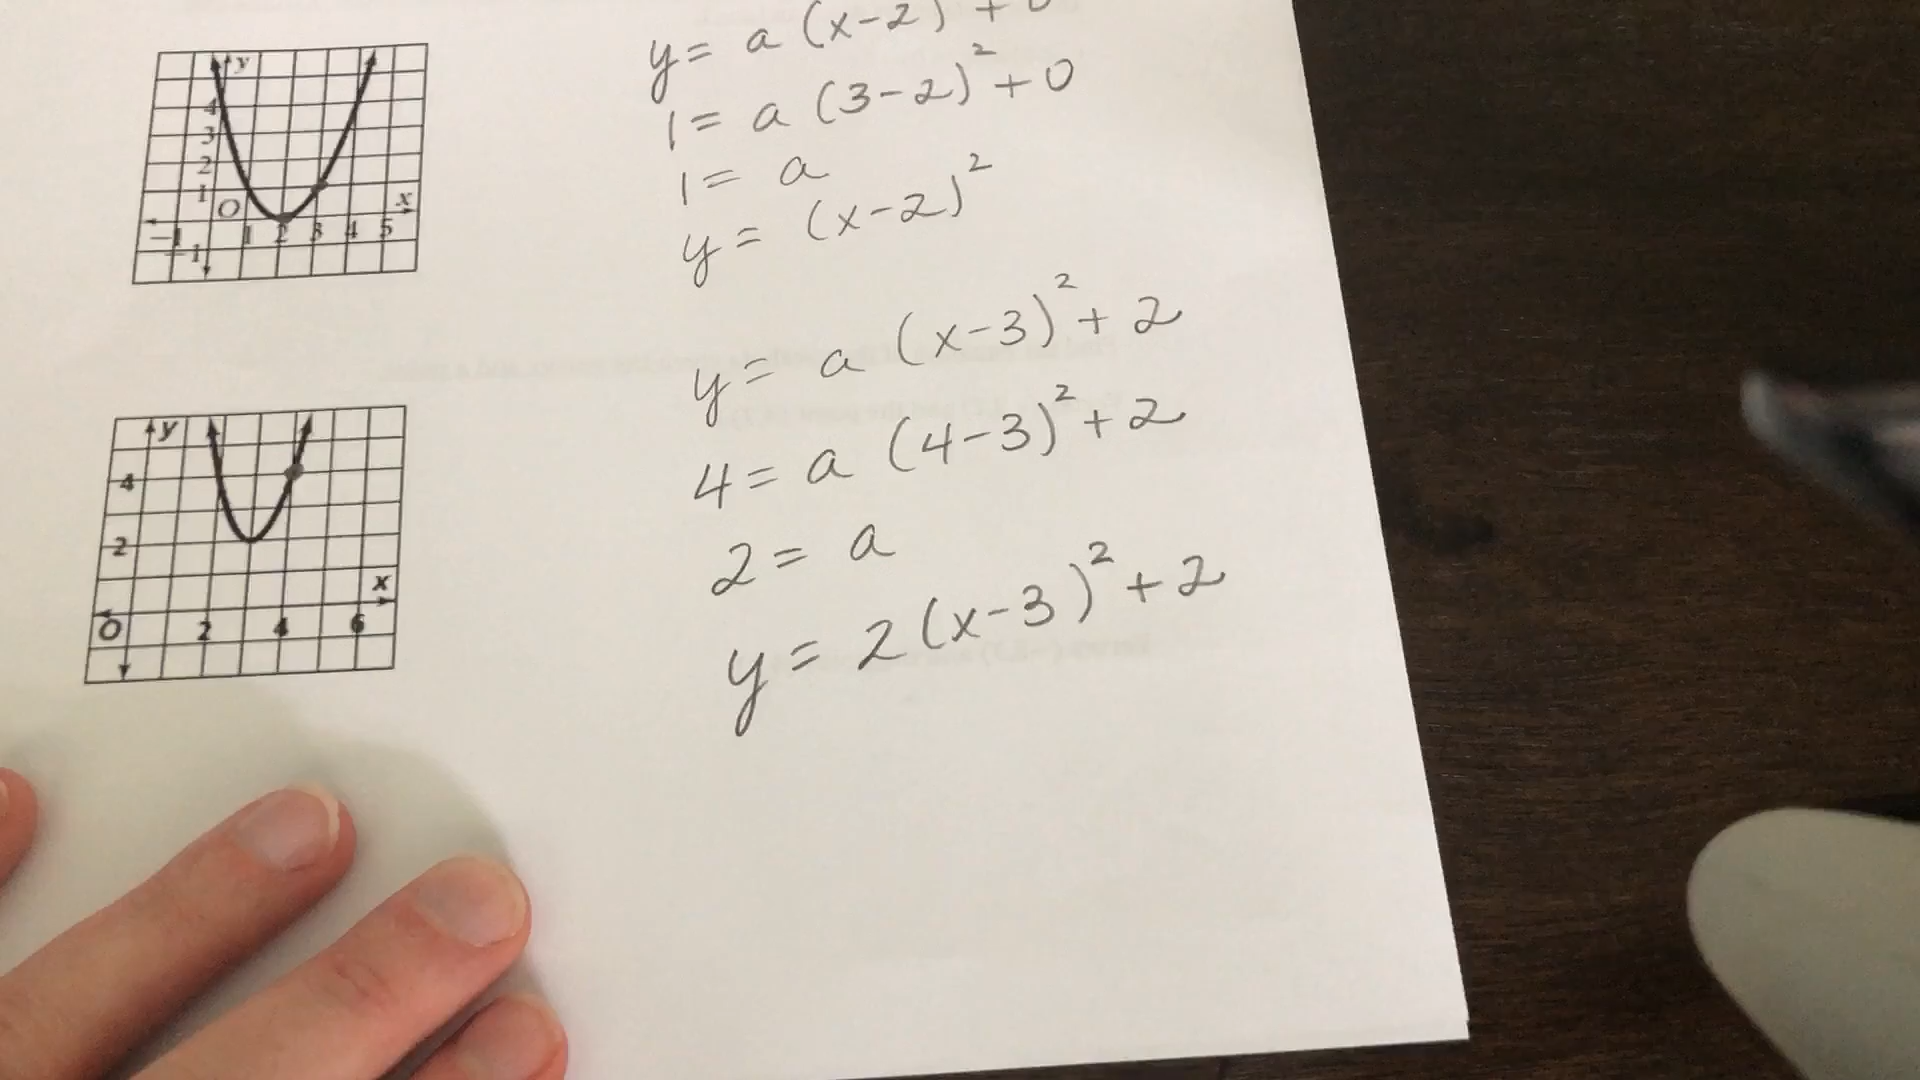 y = a (x-2) + 0
1 = a (3-2)² + 0
1 = a
y = (x-2)²
y
4
3
2
1
O
x
-1 1 2 3 4 5
-1
y = a (x-3)² + 2
4 = a (4-3)² + 2
2 = a
y = 2 (x-3)² + 2
y
4
2
x
O 2 4 6